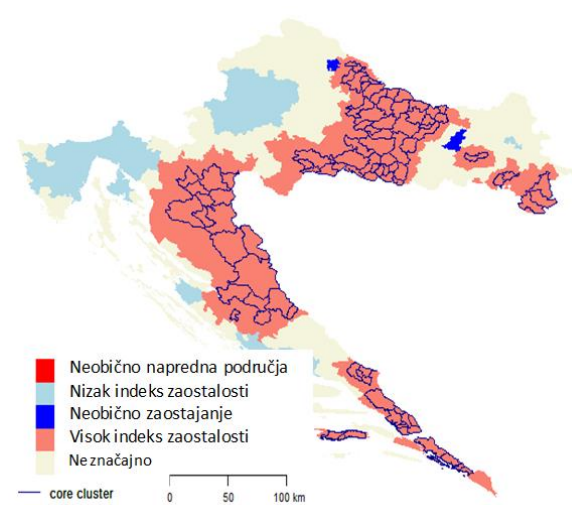 Neobično napredna područja
Nizak indeks zaostalosti
Neobično zaostajanje
Visok indeks zaostalosti
Neznačajno
core cluster
0 50 100 km